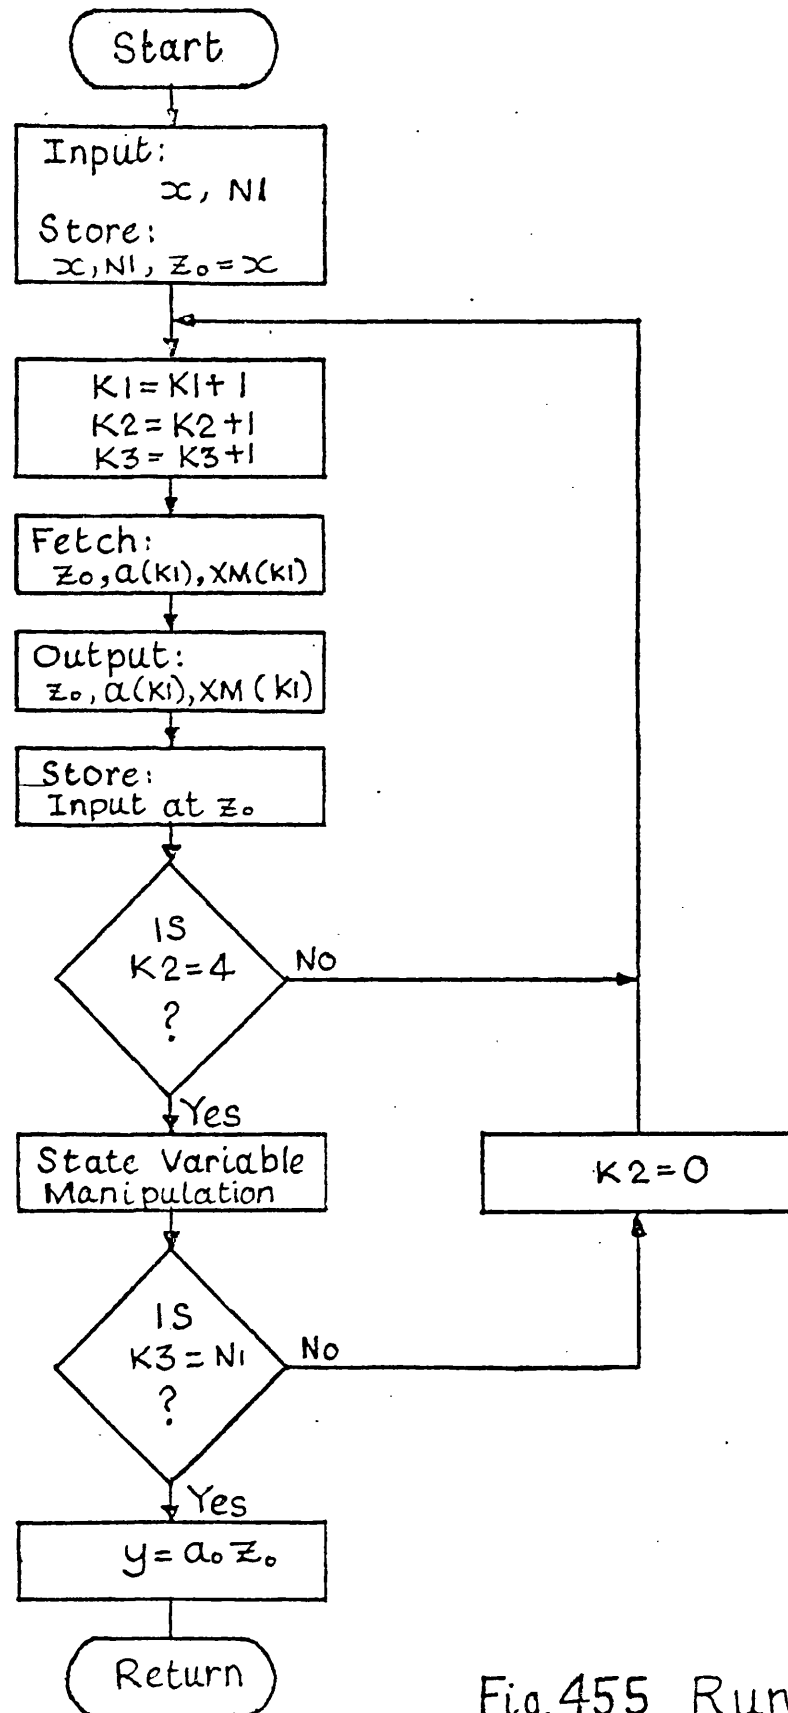 Start
Input:
x, N1
Store:
x, N1, z₀ = x
K1 = K1 + 1
K2 = K2 + 1
K3 = K3 + 1
Fetch:
z₀, a(K1), XM(K1)
Output:
z₀, a(K1), XM(K1)
Store:
Input at z₀
IS
K2 = 4
?
No
Yes
State Variable
Manipulation
K2 = 0
IS
K3 = N1
?
No
Yes
y = a₀ z₀
Return
Fig. 455 Run